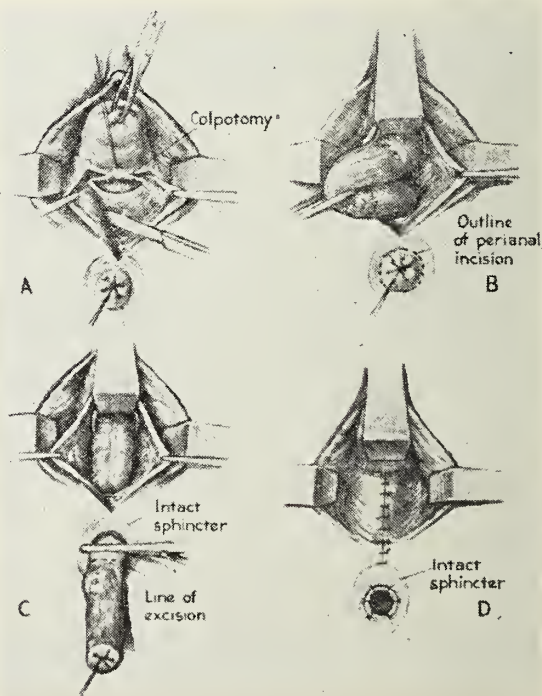 Colpotomy
A
Outline
of perianal
incision
B
Intact
sphincter
Line of
excision
C
Intact
sphincter
D